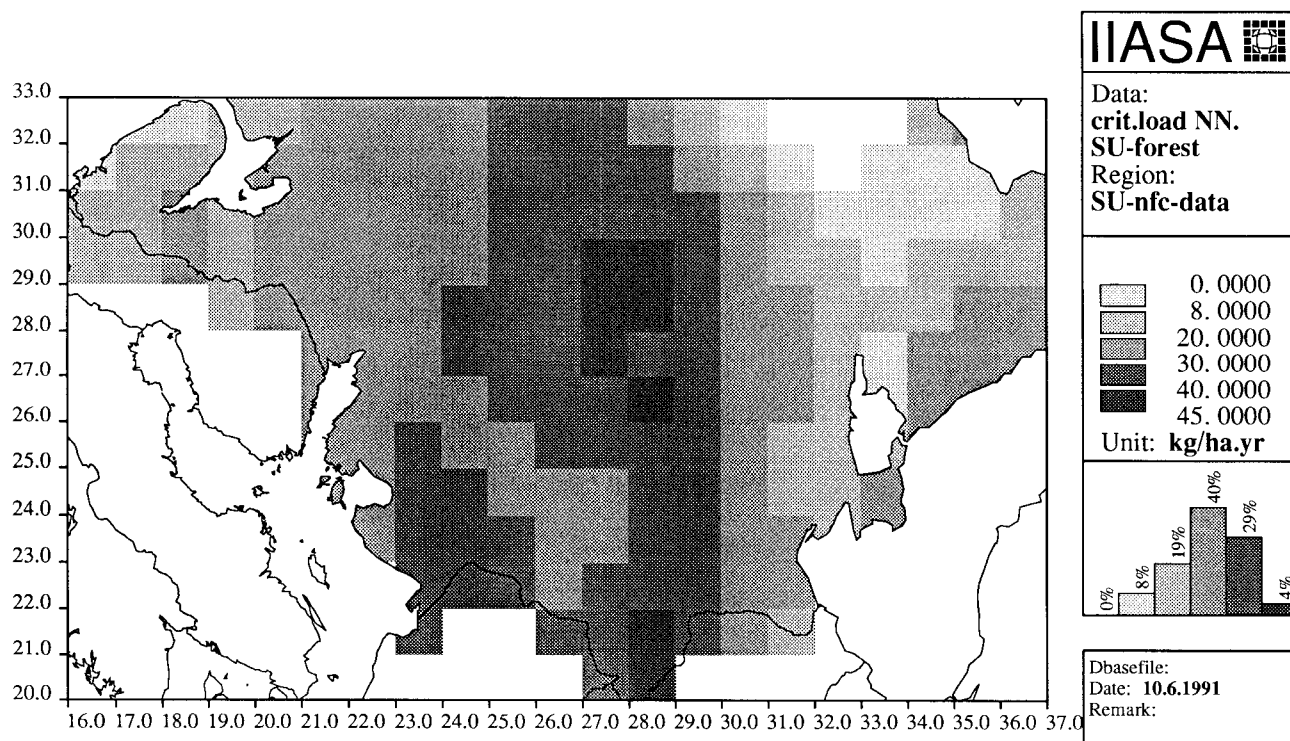 IIASA
Data:
crit.load NN.
SU-forest
Region:
SU-nfc-data
0. 0000
8. 0000
20. 0000
30. 0000
40. 0000
45. 0000
Unit: kg/ha.yr
0%
8%
19%
40%
29%
4%
Dbasefile:
Date: 10.6.1991
Remark:
33.0
32.0
31.0
30.0
29.0
28.0
27.0
26.0
25.0
24.0
23.0
22.0
21.0
20.0
16.0 17.0 18.0 19.0 20.0 21.0 22.0 23.0 24.0 25.0 26.0 27.0 28.0 29.0 30.0 31.0 32.0 33.0 34.0 35.0 36.0 37.0